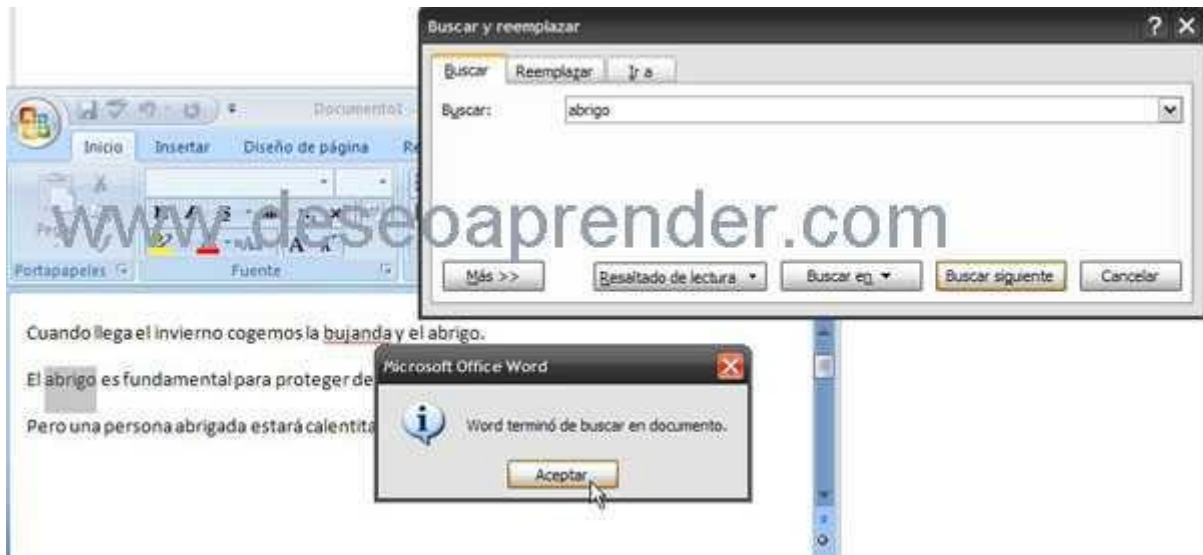 Buscar y reemplazar
Buscar
Reemplazar
Ir a
Buscar:
abrigo
Más >>
Resaltado de lectura
Buscar en
Buscar siguiente
Cancelar
Documento1
Inicio
Insertar
Diseño de página
www.deseoaprender.com
Portapapeles
Fuente
Cuando llega el invierno cogemos la bujanda y el abrigo.
El abrigo es fundamental para proteger de
Pero una persona abrigada estará calentita
Microsoft Office Word
Word terminó de buscar en documento.
Aceptar